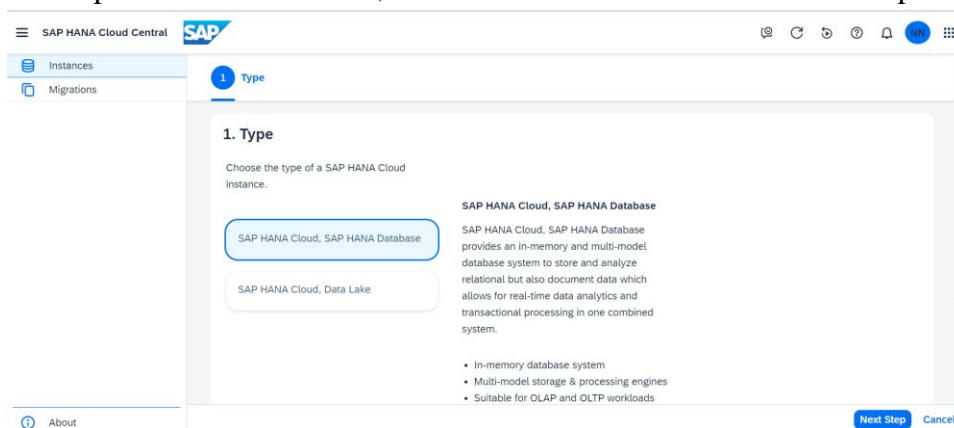 SAP HANA Cloud Central
SAP
NN
Instances
Migrations
1 Type
1. Type
Choose the type of a SAP HANA Cloud
instance.
SAP HANA Cloud, SAP HANA Database
SAP HANA Cloud, Data Lake
SAP HANA Cloud, SAP HANA Database
SAP HANA Cloud, SAP HANA Database
provides an in-memory and multi-model
database system to store and analyze
relational but also document data which
allows for real-time data analytics and
transactional processing in one combined
system.
• In-memory database system
• Multi-model storage & processing engines
• Suitable for OLAP and OLTP workloads
About
Next Step
Cancel